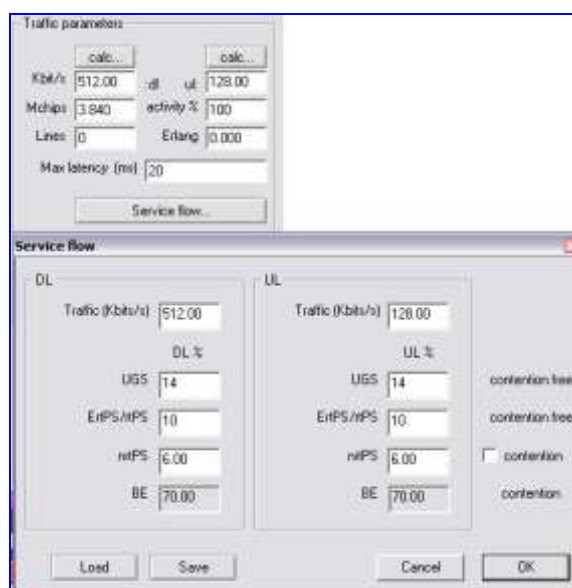 Traffic parameters
calc... calc...
Kbit/s 512.00 dl ul 128.00
Mchips 3.840 activity % 100
Lines 0 Erlang 0.000
Max latency (ms) 20
Service flow...
Service flow
DL UL
Traffic (Kbits/s) 512.00 Traffic (Kbits/s) 128.00
DL % UL %
UGS 14 UGS 14 contention free
ErtPS/rtPS 10 ErtPS/rtPS 10 contention free
nrtPS 6.00 nrtPS 6.00 contention
BE 70.00 BE 70.00 contention
Load Save Cancel OK